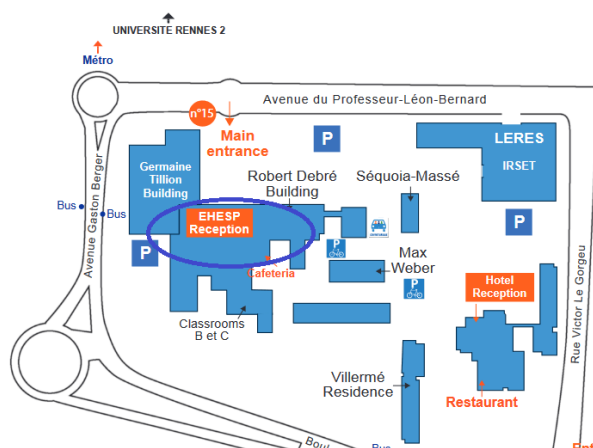 UNIVERSITÉ RENNES 2
Métro
n°15
Avenue du Professeur-Léon-Bernard
Main
entrance
P
LERES
IRSET
Germaine
Tillion
Building
Robert Debré
Building
Séquoia-Massé
Avenue Gaston Berger
Bus
Bus
EHESP
Reception
P
P
P
Max
Weber
Cafeteria
P
Hotel
Reception
Rue Victor Le Gorgeu
Classrooms
B et C
Villermé
Residence
Restaurant
Boul
Bus